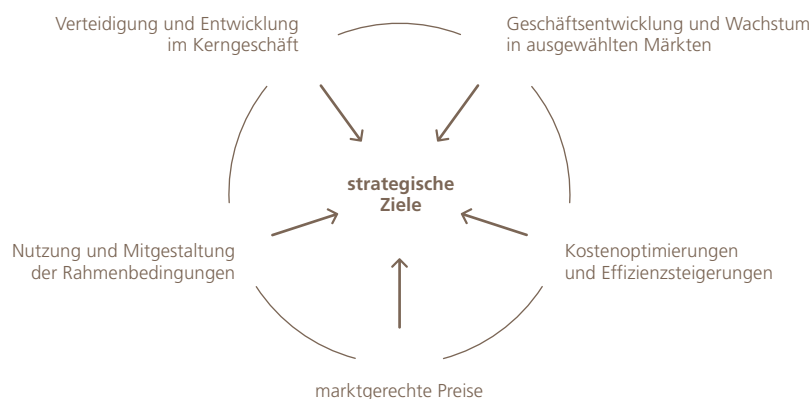 Verteidigung und Entwicklung
im Kerngeschäft
Geschäftsentwicklung und Wachstum
in ausgewählten Märkten
strategische
Ziele
Nutzung und Mitgestaltung
der Rahmenbedingungen
Kostenoptimierungen
und Effizienzsteigerungen
marktgerechte Preise